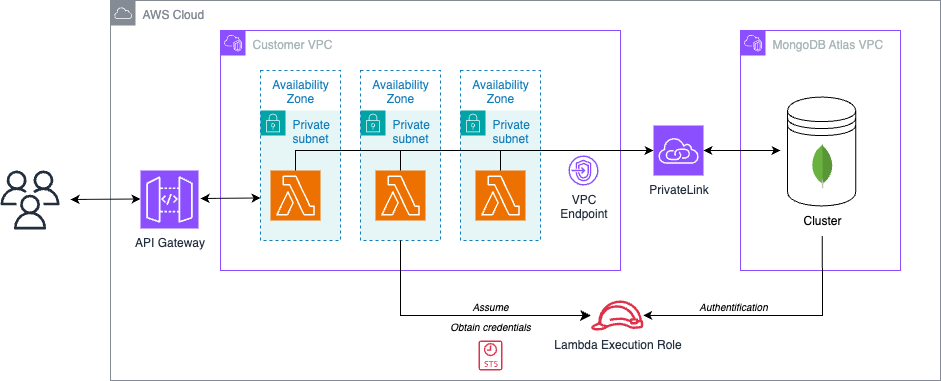 AWS Cloud
Customer VPC
MongoDB Atlas VPC
Availability
Zone
Availability
Zone
Availability
Zone
Private
subnet
Private
subnet
Private
subnet
VPC
Endpoint
PrivateLink
Cluster
API Gateway
Assume
Obtain credentials
STS
Authentification
Lambda Execution Role